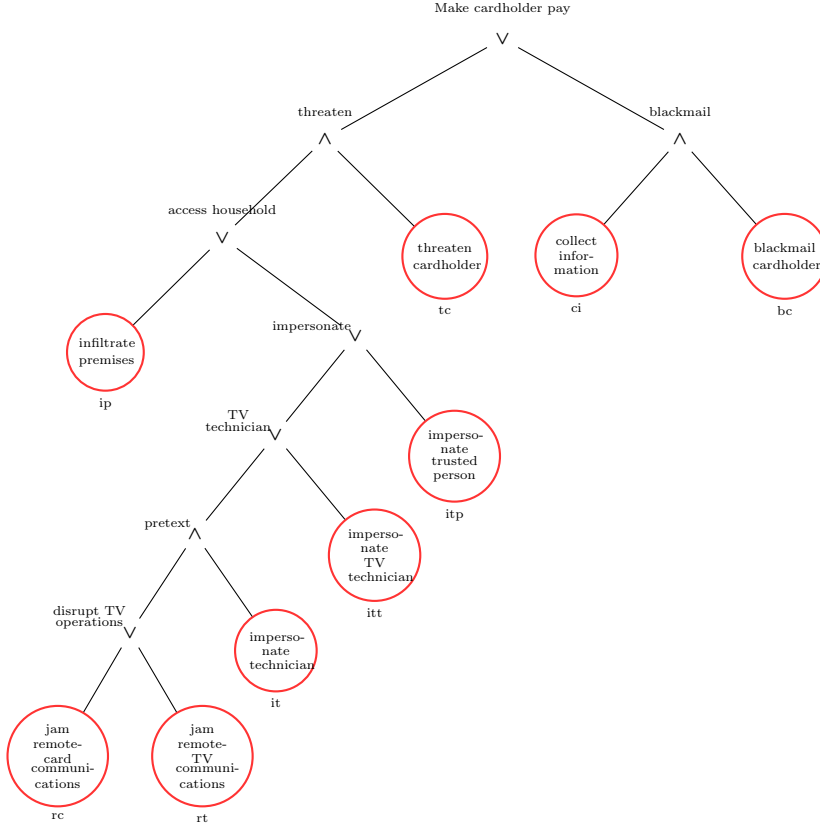 Make cardholder pay
∨
threaten
∧
blackmail
∧
access household
∨
threaten
cardholder
tc
collect
infor-
mation
ci
blackmail
cardholder
bc
infiltrate
premises
ip
impersonate
∨
TV
technician
∨
imperso-
nate
trusted
person
itp
pretext
∧
imperso-
nate
TV
technician
itt
disrupt TV
operations
∨
imperso-
nate
technician
it
jam
remote-
card
communi-
cations
rc
jam
remote-
TV
communi-
cations
rt